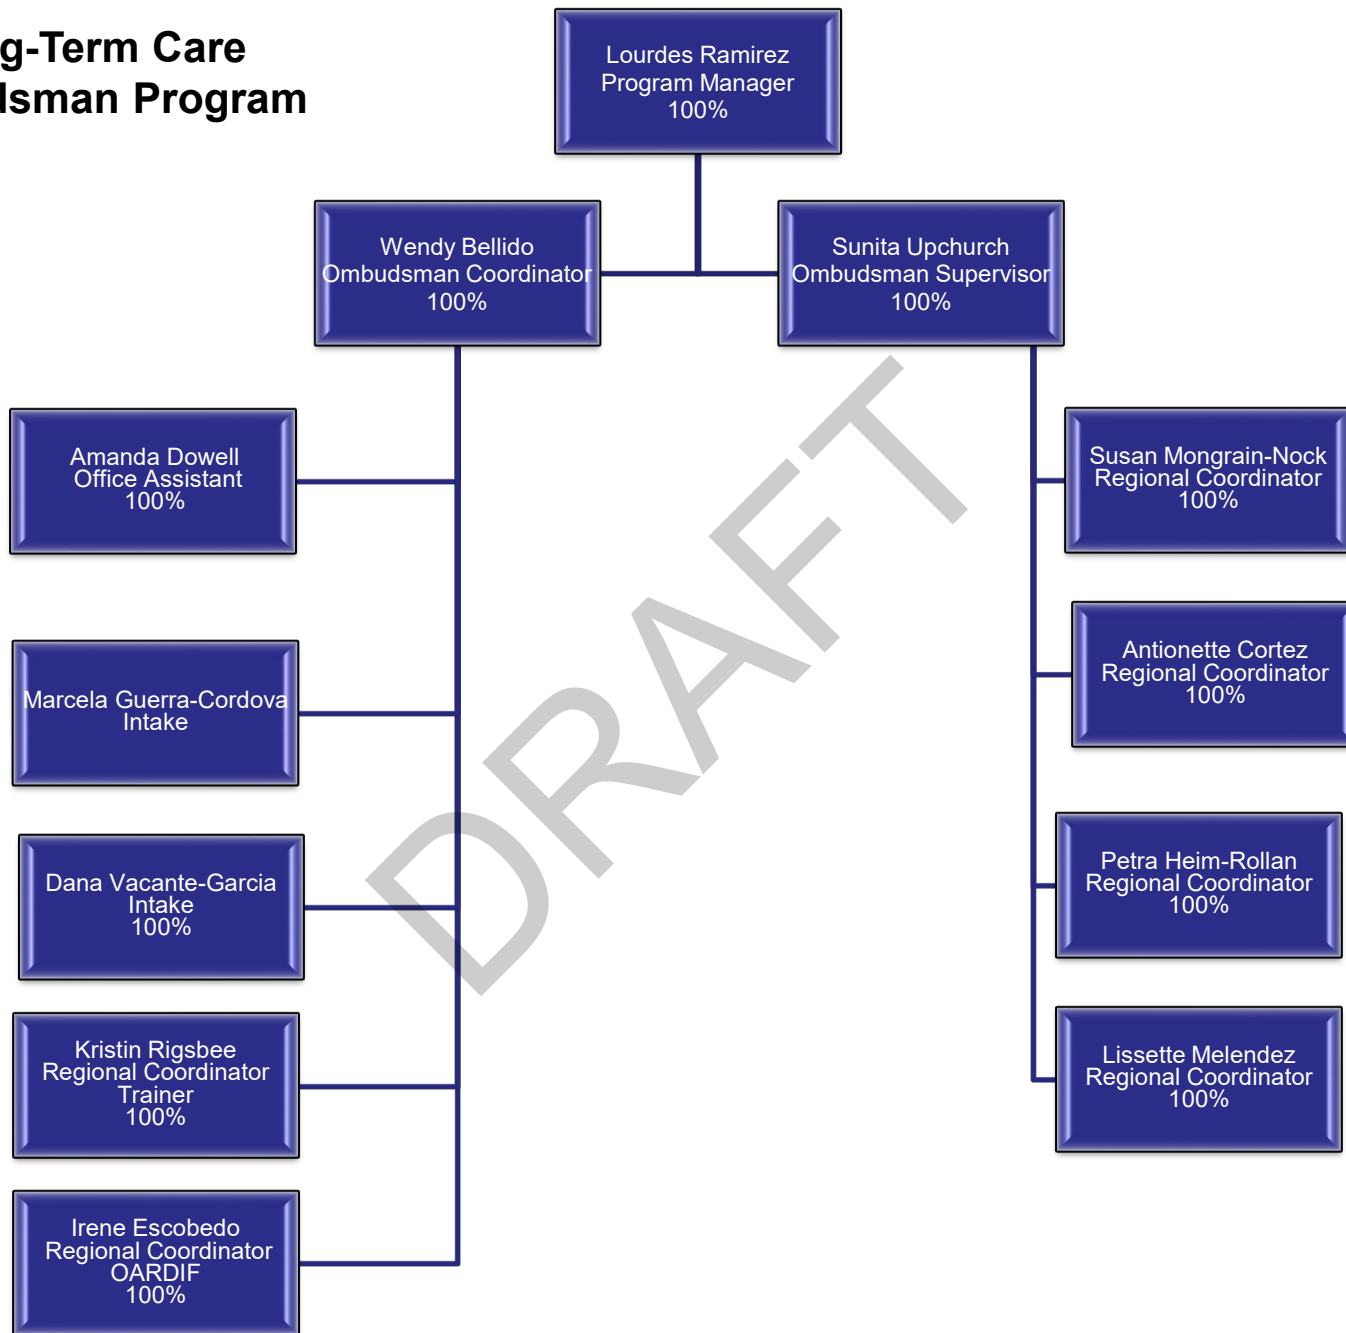 g-Term Care
dsman Program
Lourdes Ramirez
Program Manager
100%
Wendy Bellido
Ombudsman Coordinator
100%
Sunita Upchurch
Ombudsman Supervisor
100%
Amanda Dowell
Office Assistant
100%
Susan Mongrain-Nock
Regional Coordinator
100%
Marcela Guerra-Cordova
Intake
Antionette Cortez
Regional Coordinator
100%
Dana Vacante-Garcia
Intake
100%
Petra Heim-Rollan
Regional Coordinator
100%
Kristin Rigsbee
Regional Coordinator
Trainer
100%
Lissette Melendez
Regional Coordinator
100%
Irene Escobedo
Regional Coordinator
OARDIF
100%
DRAFT